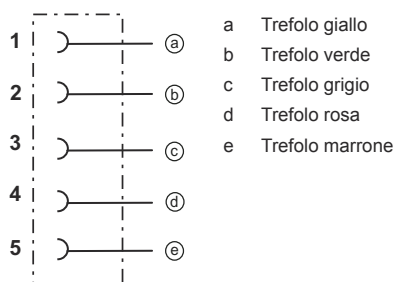 1 ⓐ
2 ⓑ
3 ⓒ
4 ⓓ
5 ⓔ
a Trefolo giallo
b Trefolo verde
c Trefolo grigio
d Trefolo rosa
e Trefolo marrone